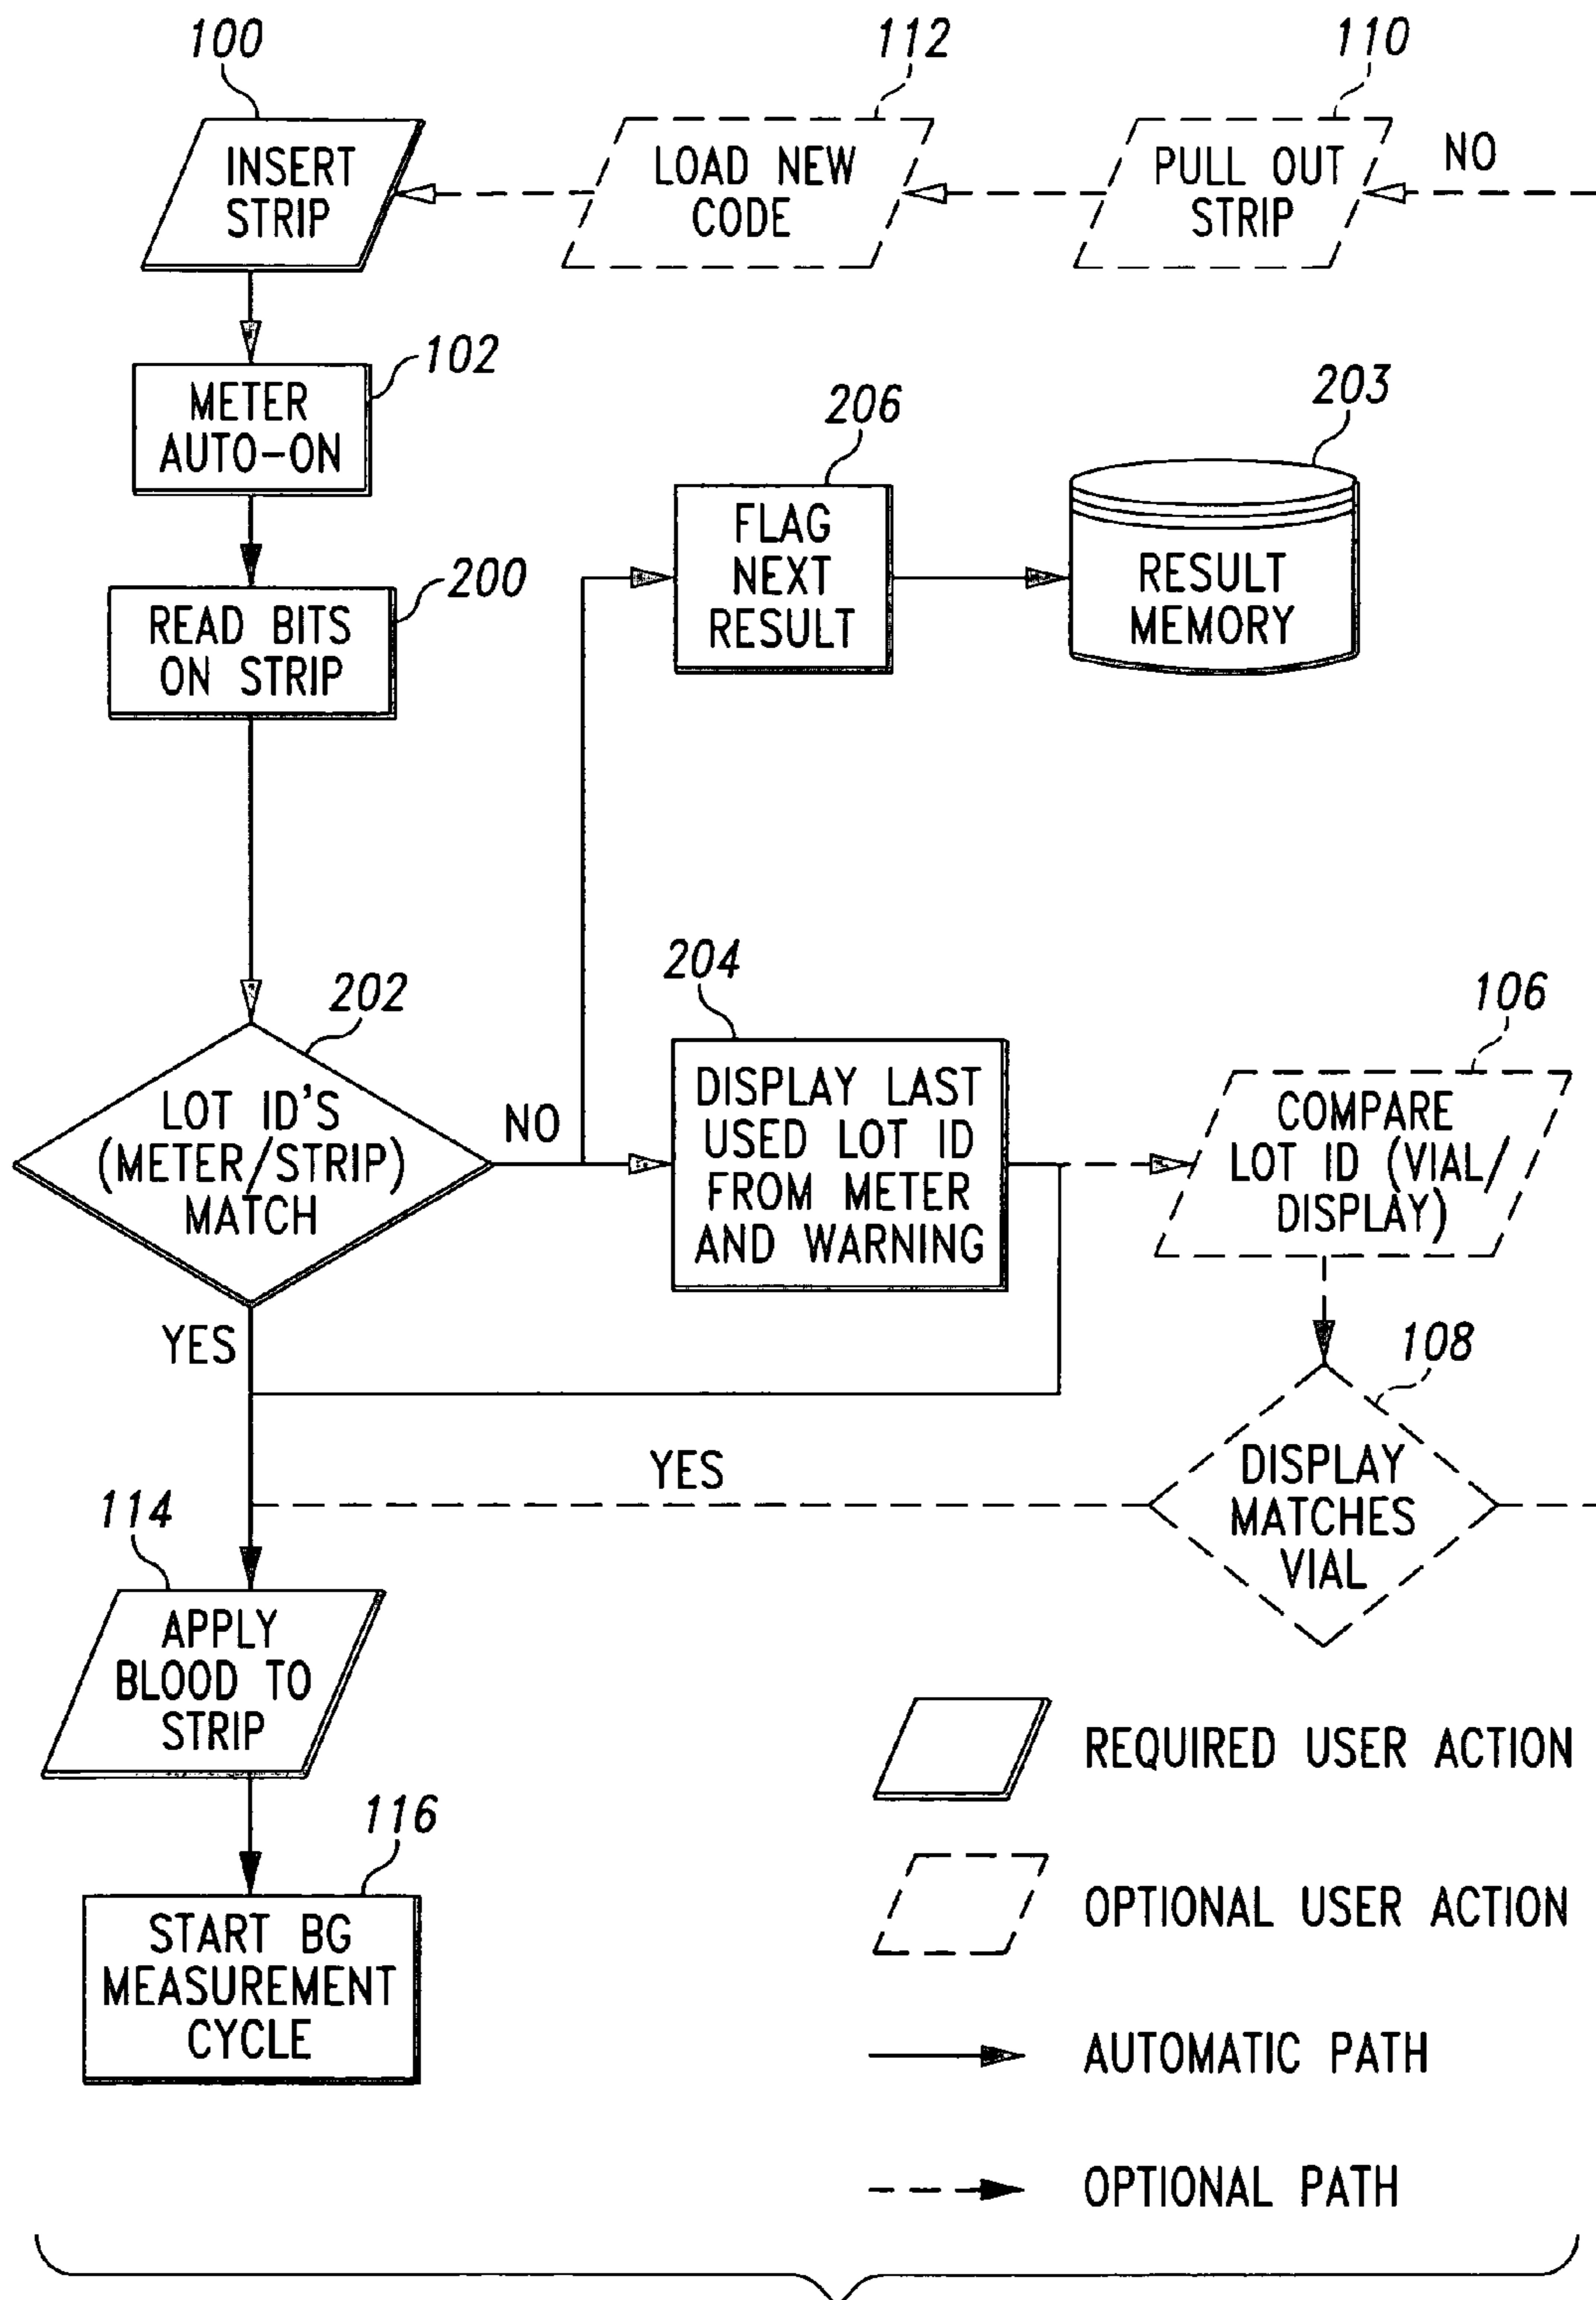 100
112
110
INSERT
STRIP
LOAD NEW
CODE
PULL OUT
STRIP
NO
102
METER
AUTO-ON
206
203
FLAG
NEXT
RESULT
RESULT
MEMORY
200
READ BITS
ON STRIP
202
LOT ID'S
(METER/STRIP)
MATCH
NO
YES
204
DISPLAY LAST
USED LOT ID
FROM METER
AND WARNING
106
COMPARE
LOT ID (VIAL/
DISPLAY)
108
DISPLAY
MATCHES
VIAL
YES
114
APPLY
BLOOD TO
STRIP
116
START BG
MEASUREMENT
CYCLE
REQUIRED USER ACTION
OPTIONAL USER ACTION
AUTOMATIC PATH
OPTIONAL PATH